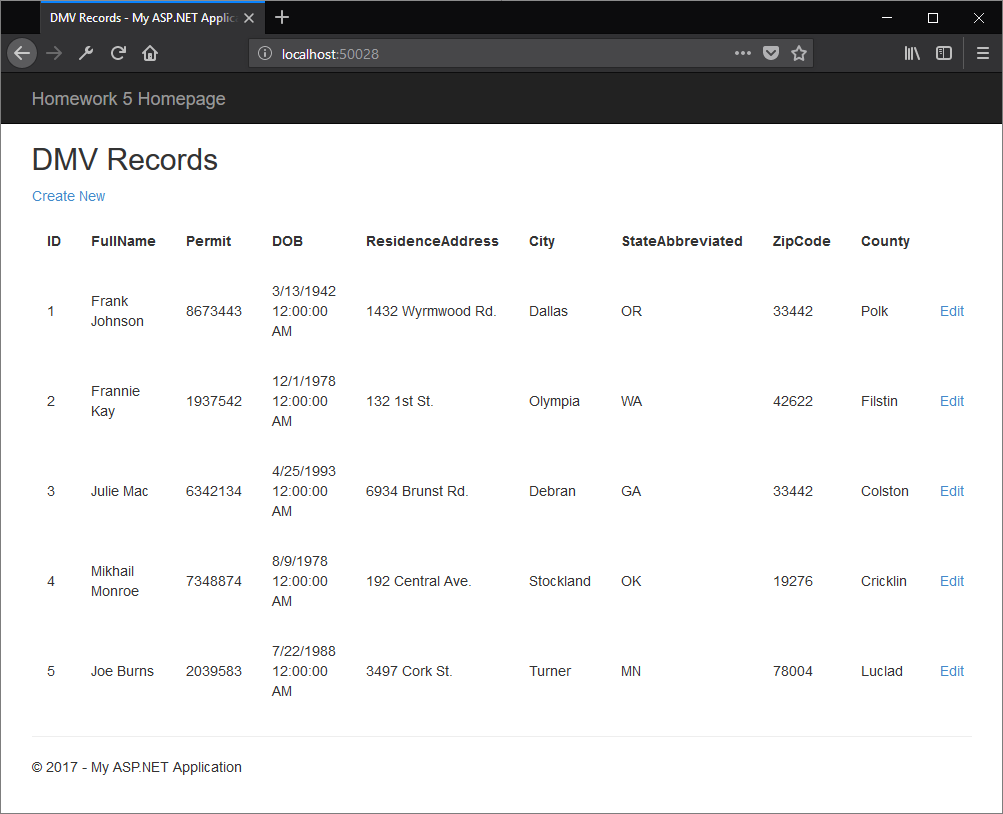 DMV Records - My ASP.NET Applic
localhost:50028
Homework 5 Homepage
DMV Records
Create New
ID FullName Permit DOB ResidenceAddress City StateAbbreviated ZipCode County
1 Frank Johnson 8673443 3/13/1942 12:00:00 AM 1432 Wyrmwood Rd. Dallas OR 33442 Polk Edit
2 Frannie Kay 1937542 12/1/1978 12:00:00 AM 132 1st St. Olympia WA 42622 Filstin Edit
3 Julie Mac 6342134 4/25/1993 12:00:00 AM 6934 Brunst Rd. Debran GA 33442 Colston Edit
4 Mikhail Monroe 7348874 8/9/1978 12:00:00 AM 192 Central Ave. Stockland OK 19276 Cricklin Edit
5 Joe Burns 2039583 7/22/1988 12:00:00 AM 3497 Cork St. Turner MN 78004 Luclad Edit
© 2017 - My ASP.NET Application